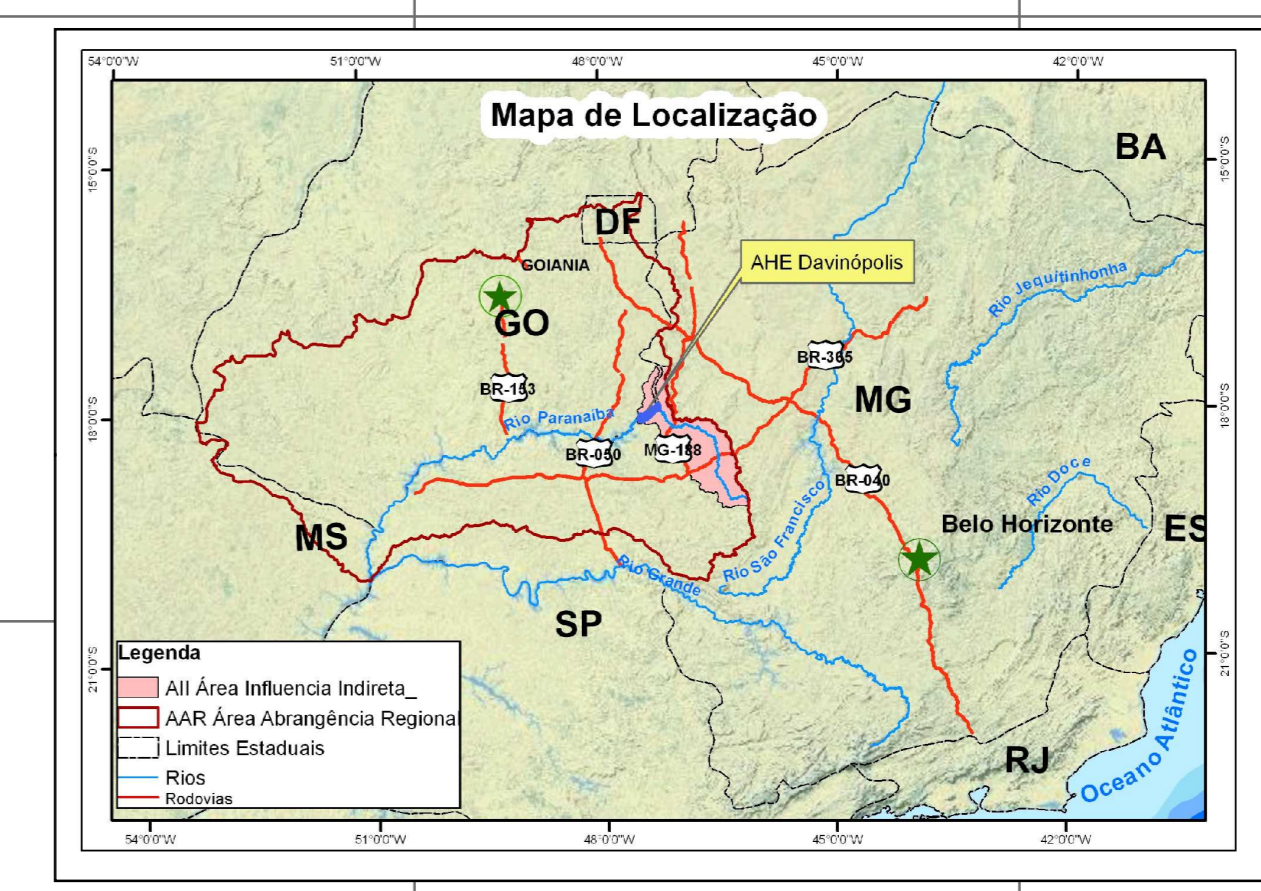 54°0'0"W 51°0'0"W 48°0'0"W 45°0'0"W 42°0'0"W
Mapa de Localização
BA
15°0'0"S
15°0'0"S
DF
AHE Davinópolis
GOIANIA
Rio Jequitinhonha
GO
BR-365
BR-153
MG
Rio Paranaíba
18°0'0"S
18°0'0"S
BR-050
MG-188
BR-040
Rio Doce
Belo Horizonte
ES
MS
Rio São Francisco
Rio Grande
SP
Legenda
AII Área Influencia Indireta_
AAR Área Abrangência Regional
Limites Estaduais
Rios
Rodovias
21°0'0"S
21°0'0"S
RJ
Oceano Atlântico
54°0'0"W 51°0'0"W 48°0'0"W 45°0'0"W 42°0'0"W